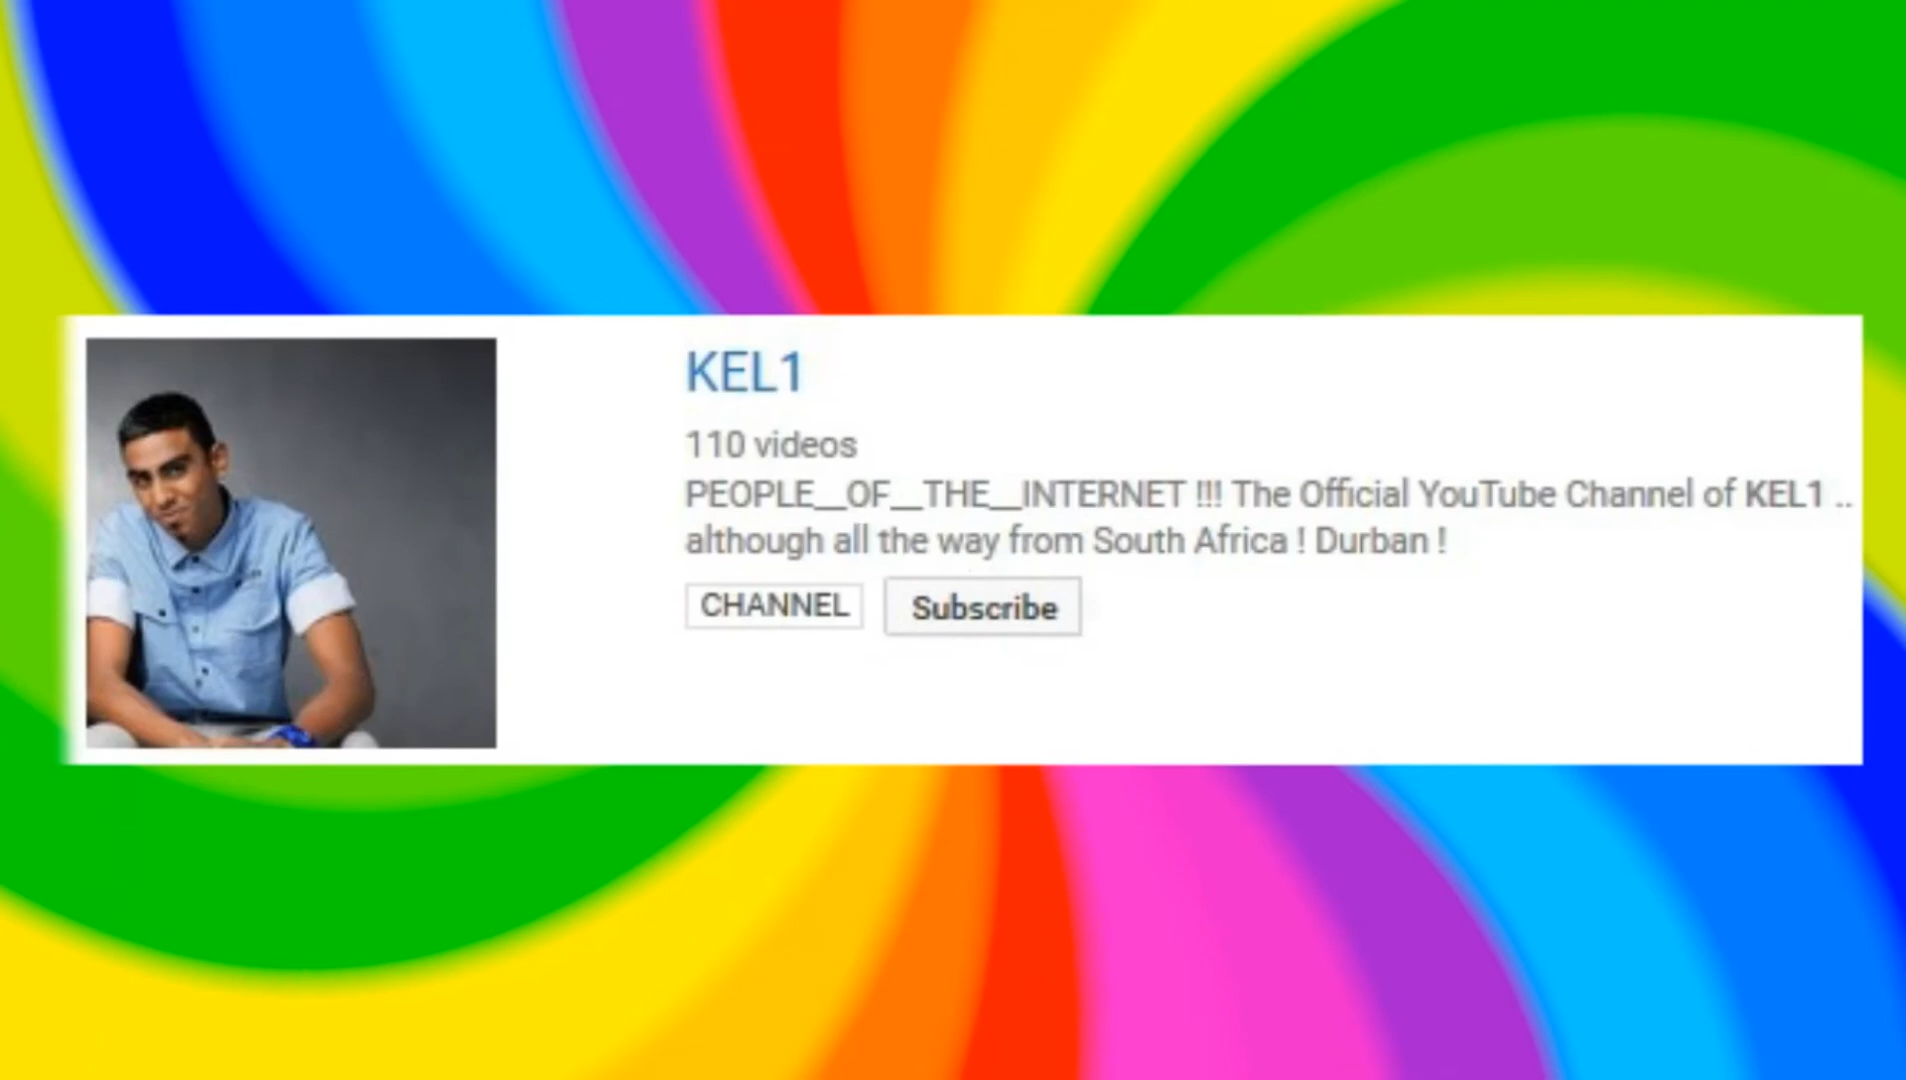 KEL1
110 videos
PEOPLE__OF__THE__INTERNET !!! The Official YouTube Channel of KEL1 ..
although all the way from South Africa ! Durban !
CHANNEL
Subscribe